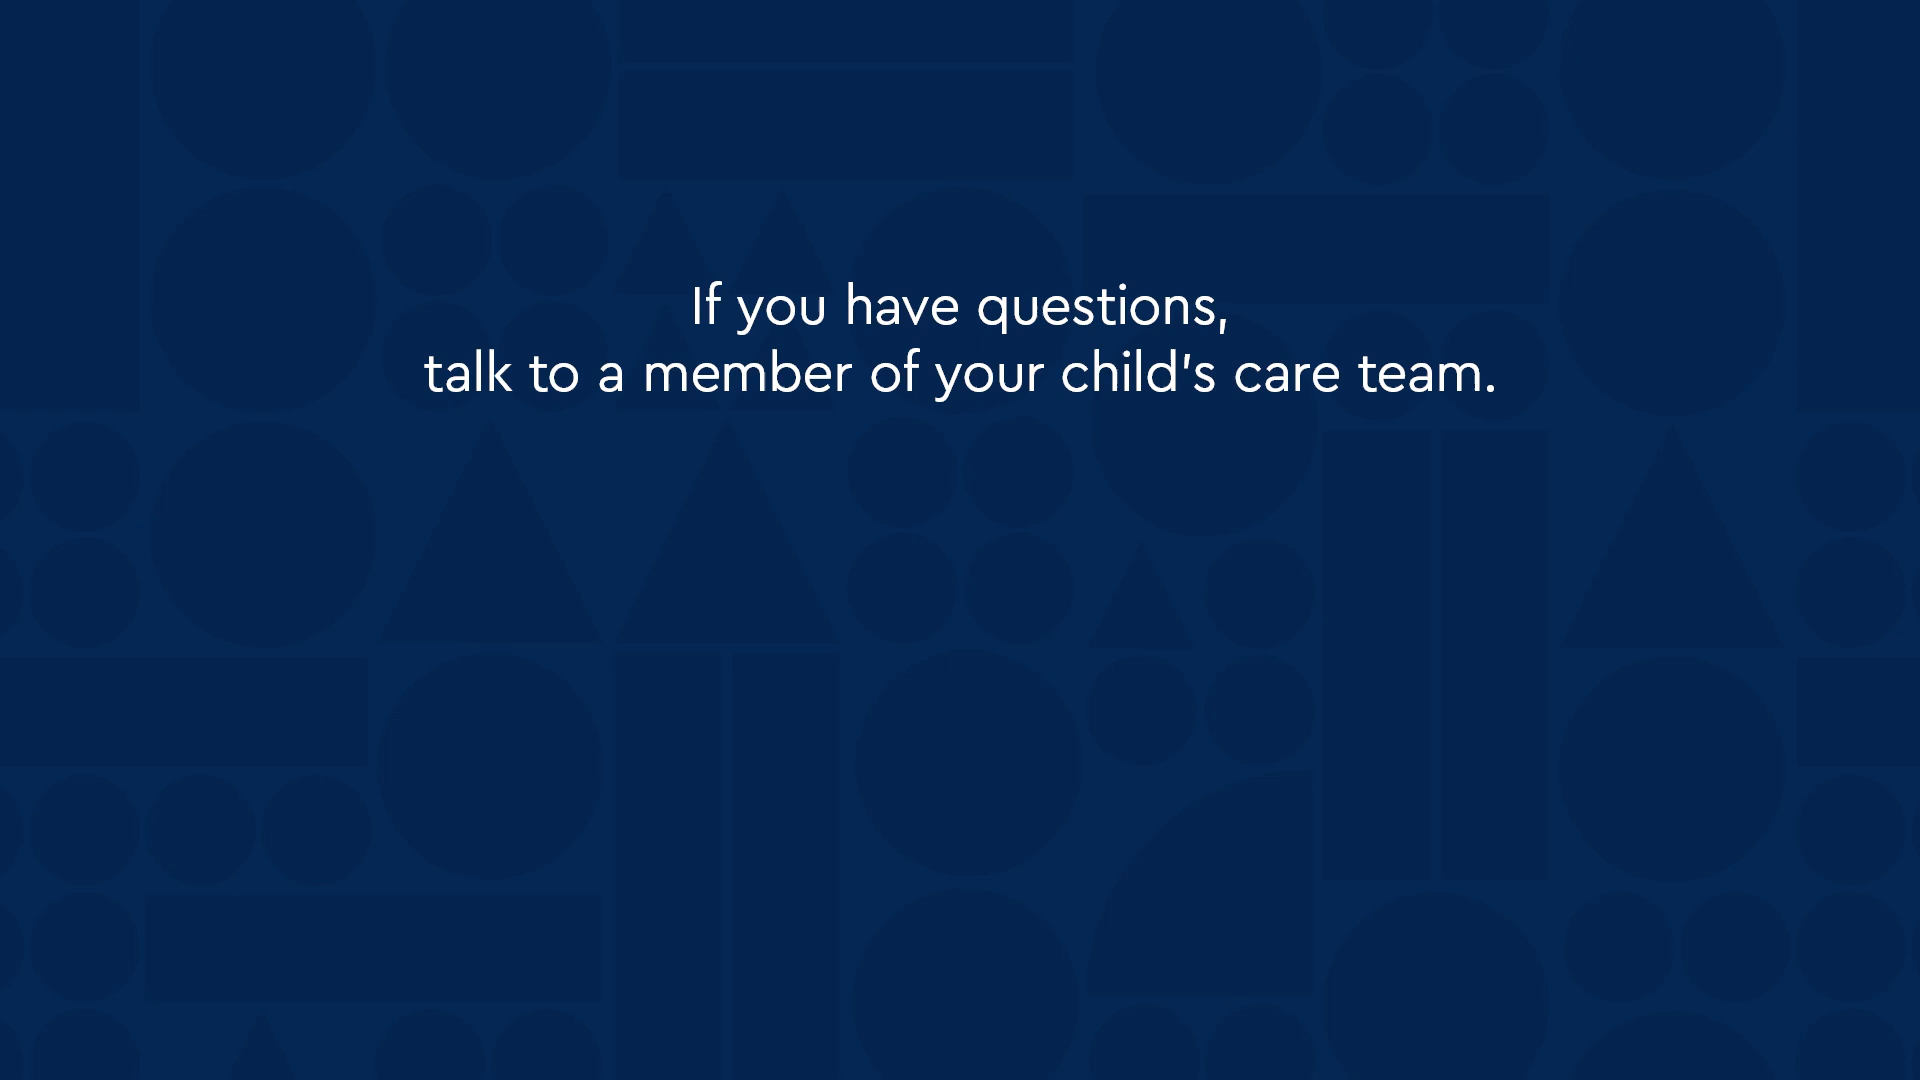 If you have questions,
talk to a member of your child's care team.